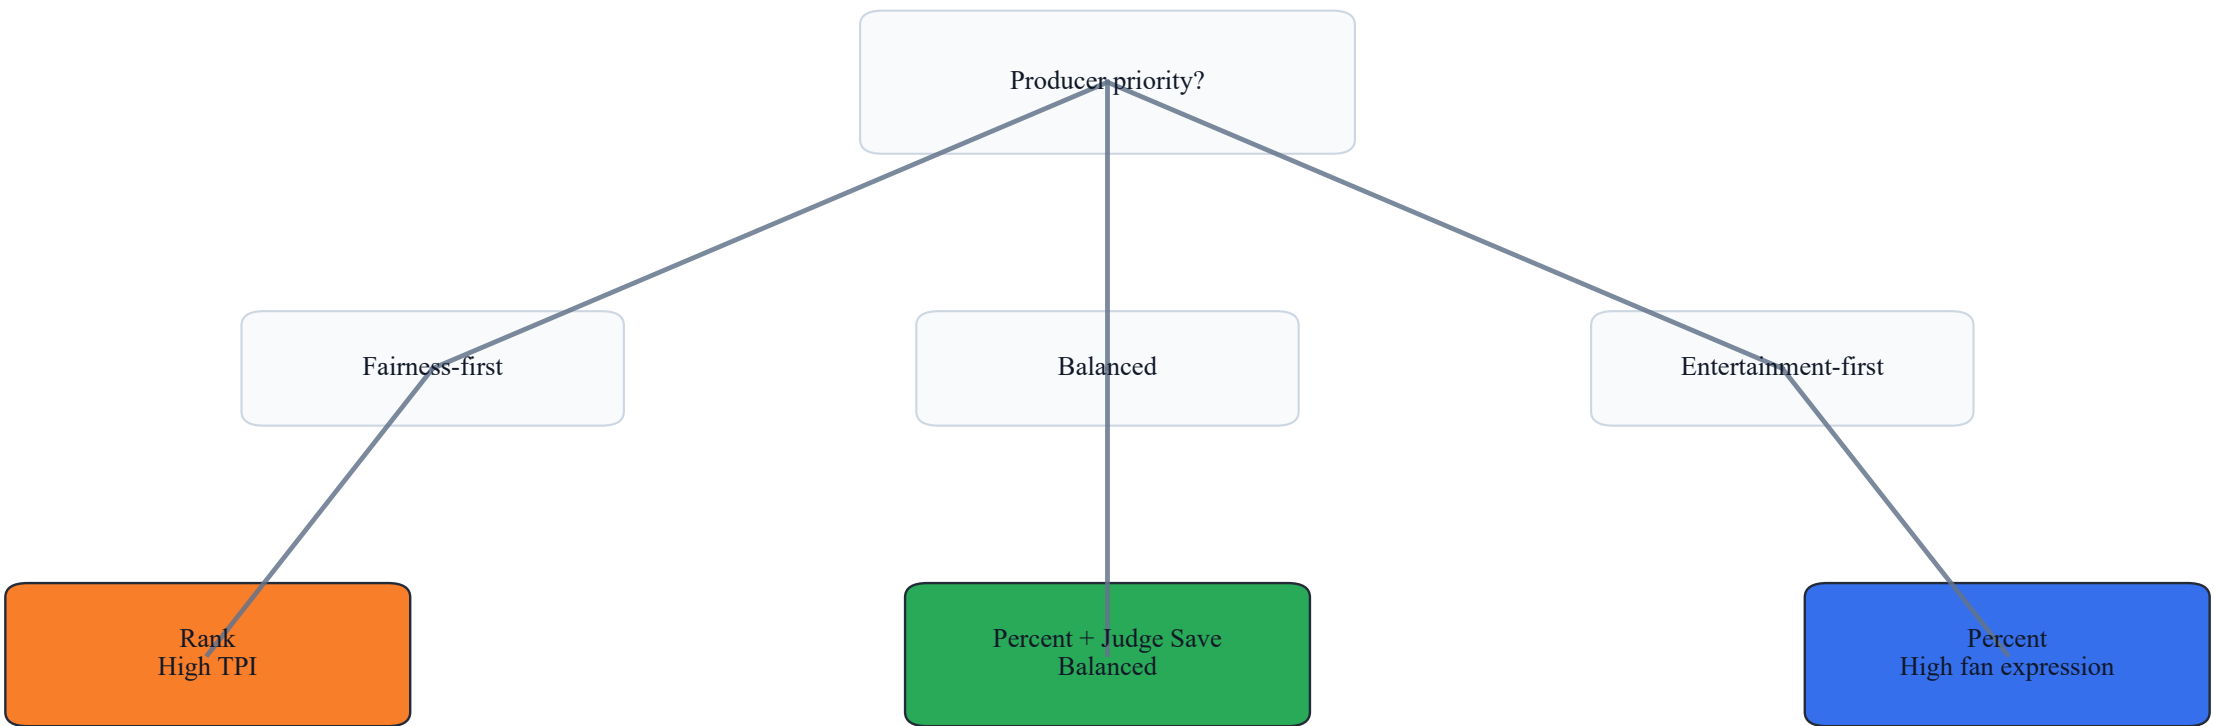 Producer priority?
Fairness-first
Balanced
Entertainment-first
Rank
High TPI
Percent + Judge Save
Balanced
Percent
High fan expression